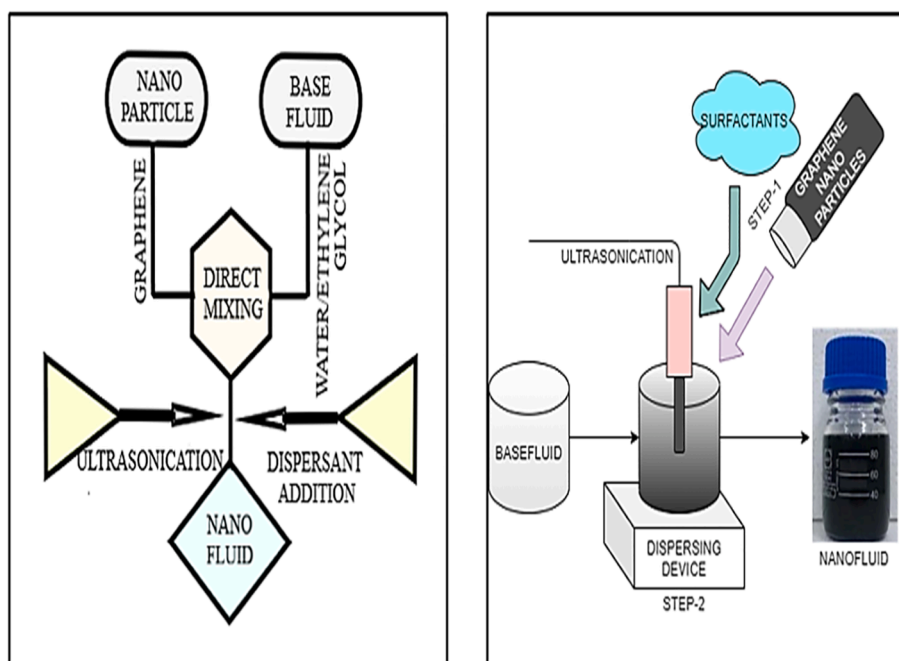 NANO
PARTICLE
BASE
FLUID
GRAPHENE
WATER/ETHYLENE
GLYCOL
DIRECT
MIXING
ULTRASONICATION
DISPERSANT
ADDITION
NANO
FLUID
SURFACTANTS
STEP-1
GRAPHENE
NANO
PARTICLES
ULTRASONICATION
BASEFLUID
80
60
40
DISPERSING
DEVICE
STEP-2
NANOFLUID